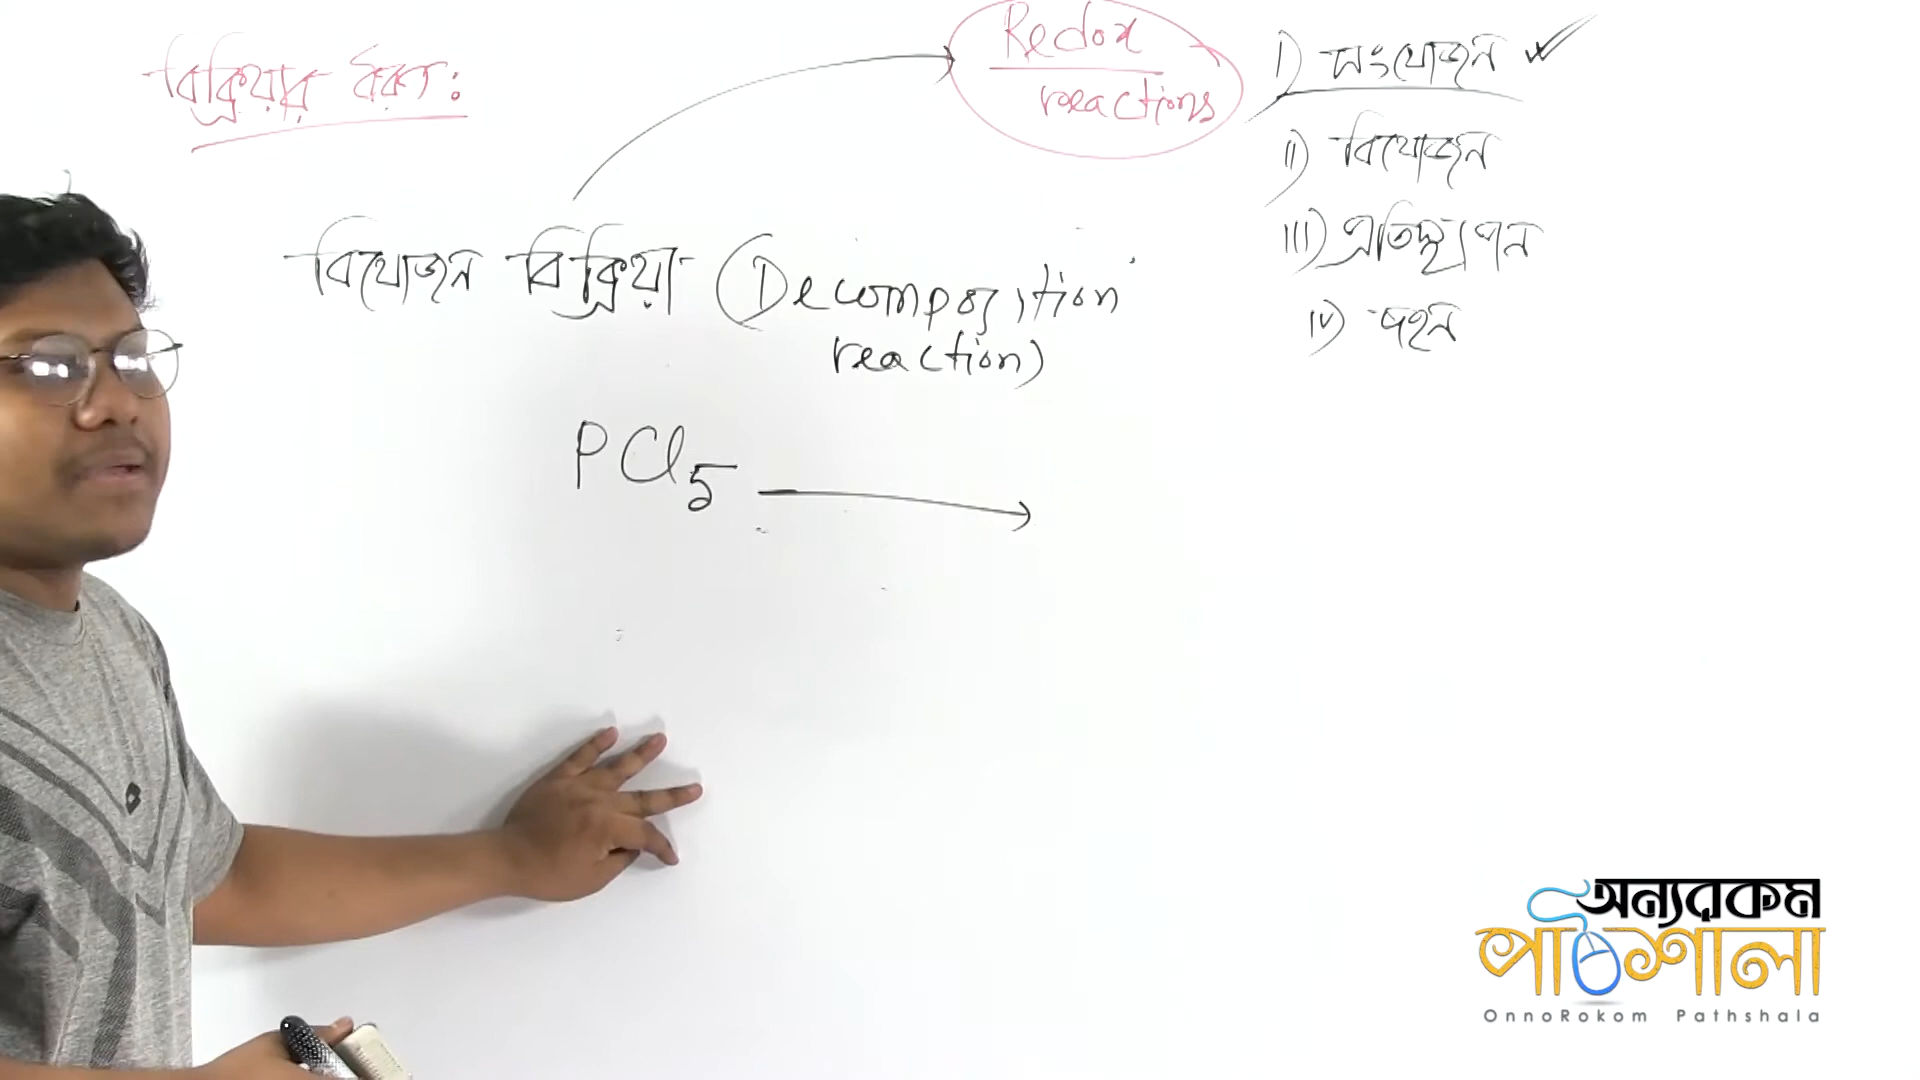 বিক্রিয়ার ধরণ:
Redox
reactions
I) সংযোজন ✓
II) বিযোজন
III) প্রতিস্থাপন
IV) দহন
বিযোজন বিক্রিয়া (Decomposition
reaction)
PCl₅ ⟶
অন্যরকম
পাঠশালা
OnnoRokom Pathshala